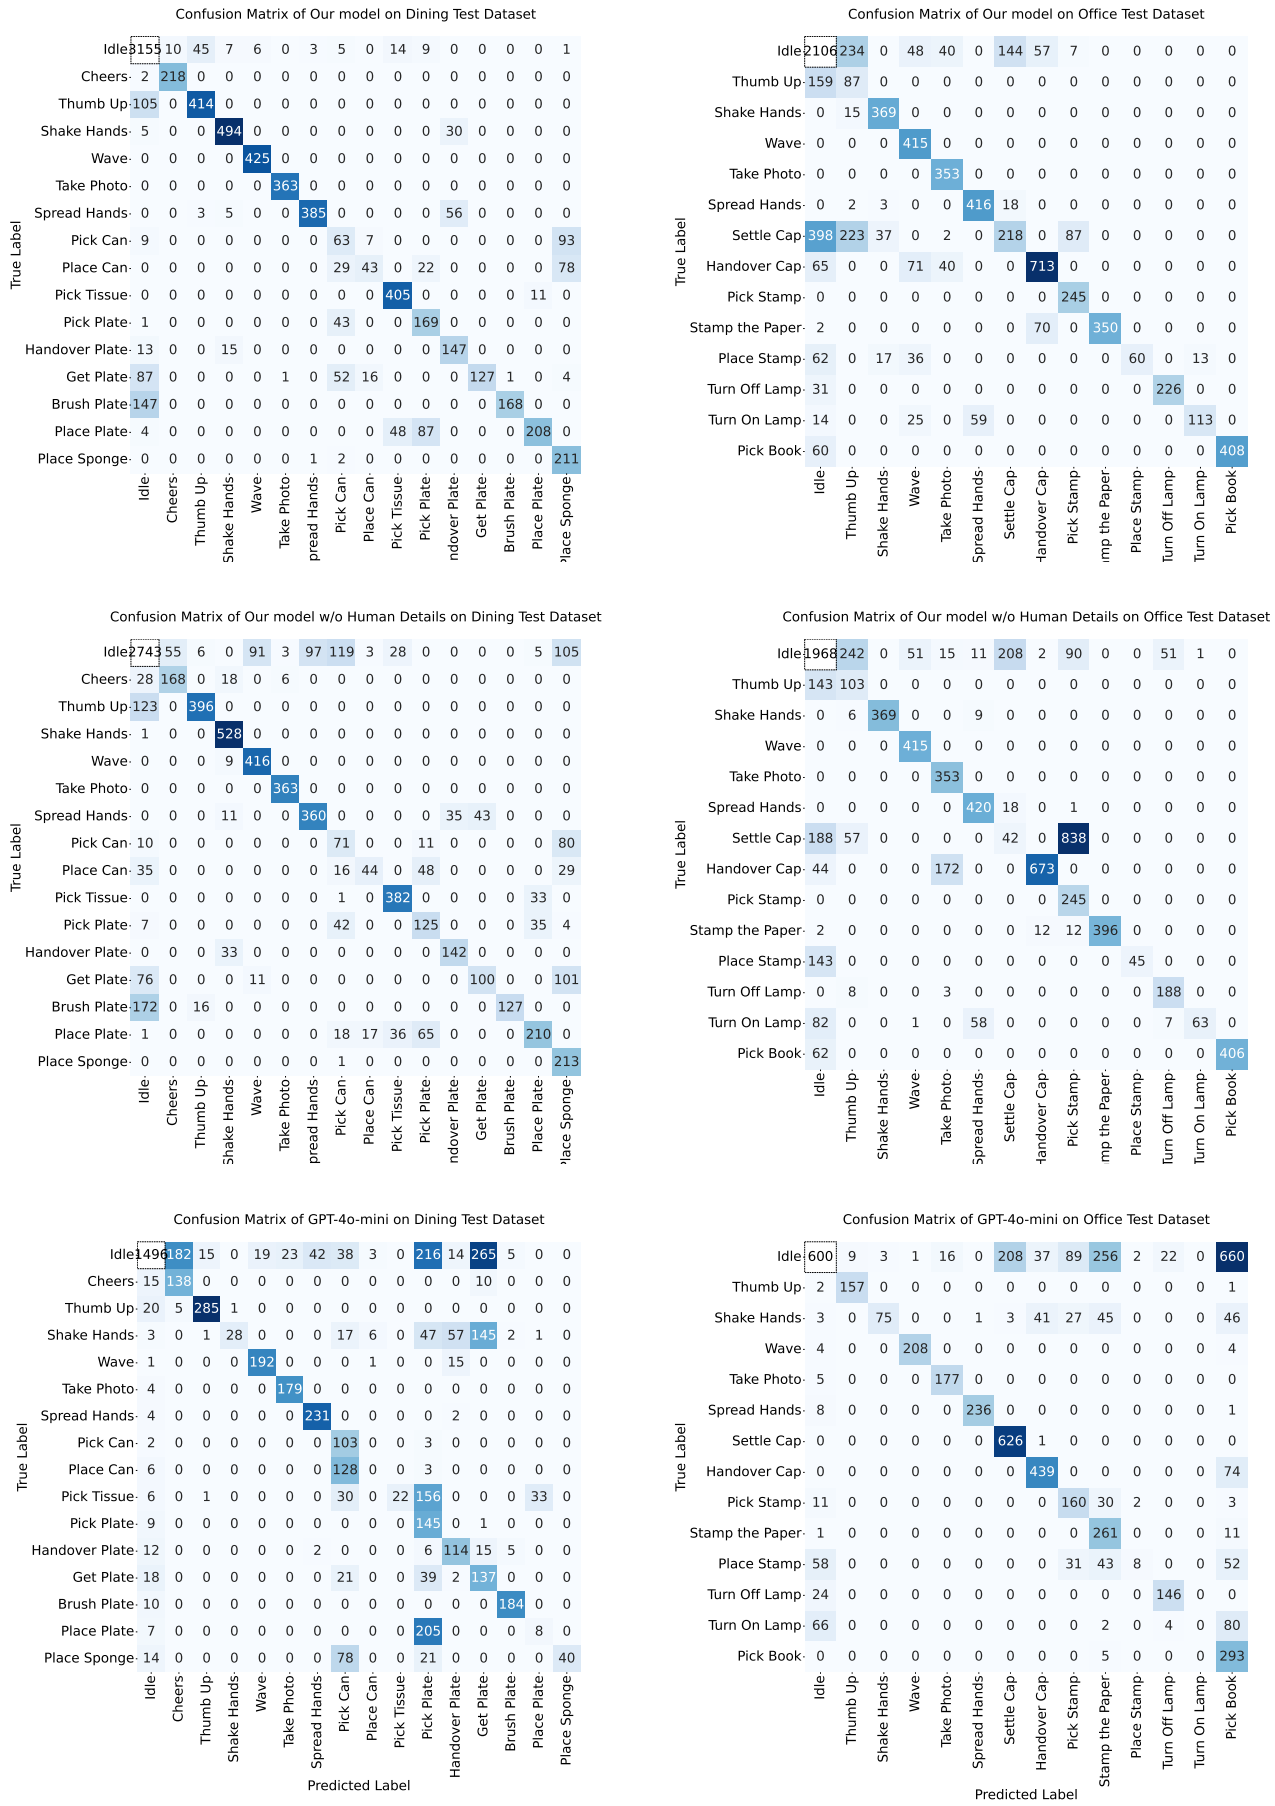 Confusion Matrix of Our model on Dining Test Dataset
True Label
Idle 3155 10 45 7 6 0 3 5 0 14 9 0 0 0 0 1
Cheers 2 218 0 0 0 0 0 0 0 0 0 0 0 0 0 0
Thumb Up 105 0 414 0 0 0 0 0 0 0 0 0 0 0 0 0
Shake Hands 5 0 0 494 0 0 0 0 0 0 0 30 0 0 0 0
Wave 0 0 0 0 425 0 0 0 0 0 0 0 0 0 0 0
Take Photo 0 0 0 0 0 363 0 0 0 0 0 0 0 0 0 0
Spread Hands 0 0 3 5 0 0 385 0 0 0 0 56 0 0 0 0
Pick Can 9 0 0 0 0 0 0 63 7 0 0 0 0 0 0 93
Place Can 0 0 0 0 0 0 0 29 43 0 22 0 0 0 0 78
Pick Tissue 0 0 0 0 0 0 0 0 0 405 0 0 0 0 11 0
Pick Plate 1 0 0 0 0 0 0 43 0 0 169 0 0 0 0 0
Handover Plate 13 0 0 15 0 0 0 0 0 0 0 147 0 0 0 0
Get Plate 87 0 0 0 0 1 0 52 16 0 0 0 127 1 0 4
Brush Plate 147 0 0 0 0 0 0 0 0 0 0 0 0 168 0 0
Place Plate 4 0 0 0 0 0 0 0 0 48 87 0 0 0 208 0
Place Sponge 0 0 0 0 0 0 1 2 0 0 0 0 0 0 0 211
Idle Cheers Thumb Up Shake Hands Wave Take Photo pread Hands Pick Can Place Can Pick Tissue Pick Plate ndover Plate Get Plate Brush Plate Place Plate Place Sponge
Confusion Matrix of Our model on Office Test Dataset
True Label
Idle 2106 234 0 48 40 0 144 57 7 0 0 0 0 0
Thumb Up 159 87 0 0 0 0 0 0 0 0 0 0 0 0
Shake Hands 0 15 369 0 0 0 0 0 0 0 0 0 0 0
Wave 0 0 0 415 0 0 0 0 0 0 0 0 0 0
Take Photo 0 0 0 0 353 0 0 0 0 0 0 0 0 0
Spread Hands 0 2 3 0 0 416 18 0 0 0 0 0 0 0
Settle Cap 398 223 37 0 2 0 218 0 87 0 0 0 0 0
Handover Cap 65 0 0 71 40 0 0 713 0 0 0 0 0 0
Pick Stamp 0 0 0 0 0 0 0 0 245 0 0 0 0 0
Stamp the Paper 2 0 0 0 0 0 0 70 0 350 0 0 0 0
Place Stamp 62 0 17 36 0 0 0 0 0 0 60 0 13 0
Turn Off Lamp 31 0 0 0 0 0 0 0 0 0 0 226 0 0
Turn On Lamp 14 0 0 25 0 59 0 0 0 0 0 0 113 0
Pick Book 60 0 0 0 0 0 0 0 0 0 0 0 0 408
Idle Thumb Up Shake Hands Wave Take Photo Spread Hands Settle Cap Handover Cap Pick Stamp mp the Paper Place Stamp Turn Off Lamp Turn On Lamp Pick Book
Confusion Matrix of Our model w/o Human Details on Dining Test Dataset
True Label
Idle 2743 55 6 0 91 3 97 119 3 28 0 0 0 0 5 105
Cheers 28 168 0 18 0 6 0 0 0 0 0 0 0 0 0 0
Thumb Up 123 0 396 0 0 0 0 0 0 0 0 0 0 0 0 0
Shake Hands 1 0 0 528 0 0 0 0 0 0 0 0 0 0 0 0
Wave 0 0 0 9 416 0 0 0 0 0 0 0 0 0 0 0
Take Photo 0 0 0 0 0 363 0 0 0 0 0 0 0 0 0 0
Spread Hands 0 0 0 11 0 0 360 0 0 0 0 35 43 0 0 0
Pick Can 10 0 0 0 0 0 0 71 0 0 11 0 0 0 0 80
Place Can 35 0 0 0 0 0 0 16 44 0 48 0 0 0 0 29
Pick Tissue 0 0 0 0 0 0 0 1 0 382 0 0 0 0 33 0
Pick Plate 7 0 0 0 0 0 0 42 0 0 125 0 0 0 35 4
Handover Plate 0 0 0 33 0 0 0 0 0 0 0 142 0 0 0 0
Get Plate 76 0 0 0 11 0 0 0 0 0 0 0 100 0 0 101
Brush Plate 172 0 16 0 0 0 0 0 0 0 0 0 0 127 0 0
Place Plate 1 0 0 0 0 0 0 18 17 36 65 0 0 0 210 0
Place Sponge 0 0 0 0 0 0 0 1 0 0 0 0 0 0 0 213
Idle Cheers Thumb Up Shake Hands Wave Take Photo pread Hands Pick Can Place Can Pick Tissue Pick Plate ndover Plate Get Plate Brush Plate Place Plate Place Sponge
Confusion Matrix of Our model w/o Human Details on Office Test Dataset
True Label
Idle 1968 242 0 51 15 11 208 2 90 0 0 51 1 0
Thumb Up 143 103 0 0 0 0 0 0 0 0 0 0 0 0
Shake Hands 0 6 369 0 0 9 0 0 0 0 0 0 0 0
Wave 0 0 0 415 0 0 0 0 0 0 0 0 0 0
Take Photo 0 0 0 0 353 0 0 0 0 0 0 0 0 0
Spread Hands 0 0 0 0 0 420 18 0 1 0 0 0 0 0
Settle Cap 188 57 0 0 0 0 42 0 838 0 0 0 0 0
Handover Cap 44 0 0 0 172 0 0 673 0 0 0 0 0 0
Pick Stamp 0 0 0 0 0 0 0 0 245 0 0 0 0 0
Stamp the Paper 2 0 0 0 0 0 0 12 12 396 0 0 0 0
Place Stamp 143 0 0 0 0 0 0 0 0 0 45 0 0 0
Turn Off Lamp 0 8 0 0 3 0 0 0 0 0 0 188 0 0
Turn On Lamp 82 0 0 1 0 58 0 0 0 0 0 7 63 0
Pick Book 62 0 0 0 0 0 0 0 0 0 0 0 0 406
Idle Thumb Up Shake Hands Wave Take Photo Spread Hands Settle Cap Handover Cap Pick Stamp mp the Paper Place Stamp Turn Off Lamp Turn On Lamp Pick Book
Confusion Matrix of GPT-4o-mini on Dining Test Dataset
True Label
Idle 1496 182 15 0 19 23 42 38 3 0 216 14 265 5 0 0
Cheers 15 138 0 0 0 0 0 0 0 0 0 0 10 0 0 0
Thumb Up 20 5 285 1 0 0 0 0 0 0 0 0 0 0 0 0
Shake Hands 3 0 1 28 0 0 0 17 6 0 47 57 145 2 1 0
Wave 1 0 0 0 192 0 0 0 1 0 0 15 0 0 0 0
Take Photo 4 0 0 0 0 179 0 0 0 0 0 0 0 0 0 0
Spread Hands 4 0 0 0 0 0 231 0 0 0 0 2 0 0 0 0
Pick Can 2 0 0 0 0 0 0 103 0 0 3 0 0 0 0 0
Place Can 6 0 0 0 0 0 0 128 0 0 3 0 0 0 0 0
Pick Tissue 6 0 1 0 0 0 0 30 0 22 156 0 0 0 33 0
Pick Plate 9 0 0 0 0 0 0 0 0 0 145 0 1 0 0 0
Handover Plate 12 0 0 0 0 0 2 0 0 0 6 114 15 5 0 0
Get Plate 18 0 0 0 0 0 0 21 0 0 39 2 137 0 0 0
Brush Plate 10 0 0 0 0 0 0 0 0 0 0 0 0 184 0 0
Place Plate 7 0 0 0 0 0 0 0 0 0 205 0 0 0 8 0
Place Sponge 14 0 0 0 0 0 0 78 0 0 21 0 0 0 0 40
Idle Cheers Thumb Up Shake Hands Wave Take Photo Spread Hands Pick Can Place Can Pick Tissue Pick Plate Handover Plate Get Plate Brush Plate Place Plate Place Sponge
Predicted Label
Confusion Matrix of GPT-4o-mini on Office Test Dataset
True Label
Idle 600 9 3 1 16 0 208 37 89 256 2 22 0 660
Thumb Up 2 157 0 0 0 0 0 0 0 0 0 0 0 1
Shake Hands 3 0 75 0 0 1 3 41 27 45 0 0 0 46
Wave 4 0 0 208 0 0 0 0 0 0 0 0 0 4
Take Photo 5 0 0 0 177 0 0 0 0 0 0 0 0 0
Spread Hands 8 0 0 0 0 236 0 0 0 0 0 0 0 1
Settle Cap 0 0 0 0 0 0 626 1 0 0 0 0 0 0
Handover Cap 0 0 0 0 0 0 0 439 0 0 0 0 0 74
Pick Stamp 11 0 0 0 0 0 0 0 160 30 2 0 0 3
Stamp the Paper 1 0 0 0 0 0 0 0 0 261 0 0 0 11
Place Stamp 58 0 0 0 0 0 0 0 31 43 8 0 0 52
Turn Off Lamp 24 0 0 0 0 0 0 0 0 0 0 146 0 0
Turn On Lamp 66 0 0 0 0 0 0 0 0 2 0 4 0 80
Pick Book 0 0 0 0 0 0 0 0 0 5 0 0 0 293
Idle Thumb Up Shake Hands Wave Take Photo Spread Hands Settle Cap Handover Cap Pick Stamp Stamp the Paper Place Stamp Turn Off Lamp Turn On Lamp Pick Book
Predicted Label